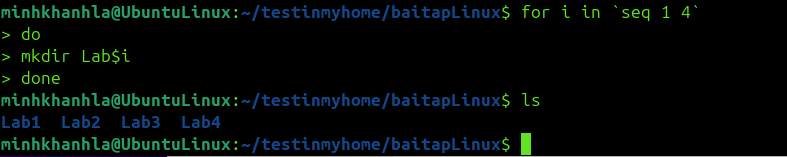 minhkhanhla@UbuntuLinux:~/testinmyhome/baitapLinux$ for i in `seq 1 4`
> do
> mkdir Lab$i
> done
minhkhanhla@UbuntuLinux:~/testinmyhome/baitapLinux$ ls
Lab1  Lab2  Lab3  Lab4
minhkhanhla@UbuntuLinux:~/testinmyhome/baitapLinux$